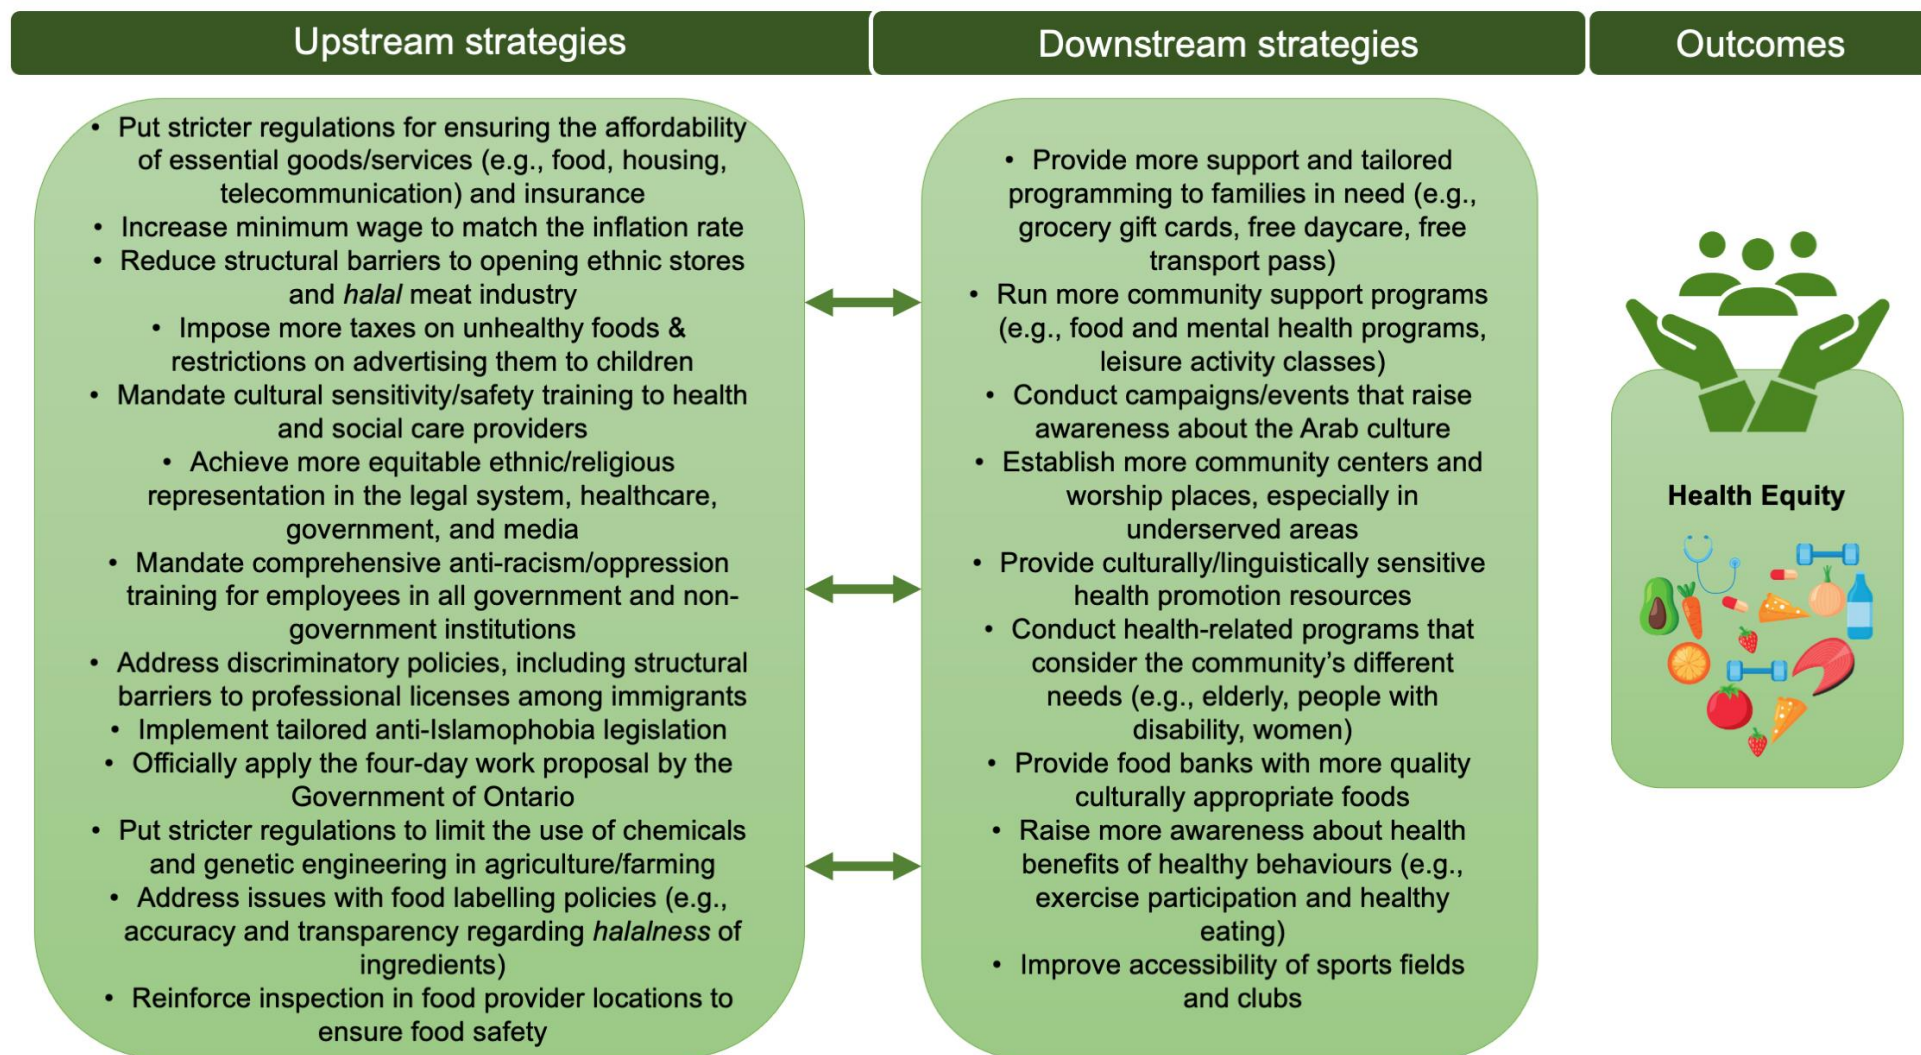 Upstream strategies
Downstream strategies
Outcomes
• Put stricter regulations for ensuring the affordability
of essential goods/services (e.g., food, housing,
telecommunication) and insurance
• Increase minimum wage to match the inflation rate
• Reduce structural barriers to opening ethnic stores
and halal meat industry
• Impose more taxes on unhealthy foods &
restrictions on advertising them to children
• Mandate cultural sensitivity/safety training to health
and social care providers
• Achieve more equitable ethnic/religious
representation in the legal system, healthcare,
government, and media
• Mandate comprehensive anti-racism/oppression
training for employees in all government and non-
government institutions
• Address discriminatory policies, including structural
barriers to professional licenses among immigrants
• Implement tailored anti-Islamophobia legislation
• Officially apply the four-day work proposal by the
Government of Ontario
• Put stricter regulations to limit the use of chemicals
and genetic engineering in agriculture/farming
• Address issues with food labelling policies (e.g.,
accuracy and transparency regarding halalness of
ingredients)
• Reinforce inspection in food provider locations to
ensure food safety
• Provide more support and tailored
programming to families in need (e.g.,
grocery gift cards, free daycare, free
transport pass)
• Run more community support programs
(e.g., food and mental health programs,
leisure activity classes)
• Conduct campaigns/events that raise
awareness about the Arab culture
• Establish more community centers and
worship places, especially in
underserved areas
• Provide culturally/linguistically sensitive
health promotion resources
• Conduct health-related programs that
consider the community’s different
needs (e.g., elderly, people with
disability, women)
• Provide food banks with more quality
culturally appropriate foods
• Raise more awareness about health
benefits of healthy behaviours (e.g.,
exercise participation and healthy
eating)
• Improve accessibility of sports fields
and clubs
Health Equity